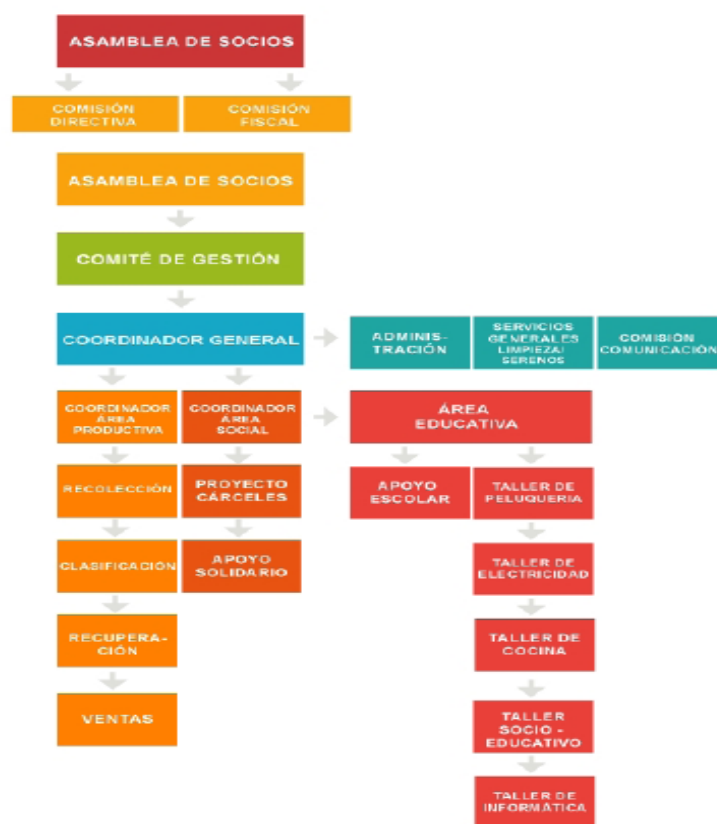 ASAMBLEA DE SOCIOS
COMISIÓN
DIRECTIVA
COMISIÓN
FISCAL
ASAMBLEA DE SOCIOS
COMITÉ DE GESTIÓN
COORDINADOR GENERAL
ADMINIS-
TRACIÓN
SERVICIOS
GENERALES
LIMPIEZA/
SERENOS
COMISIÓN
COMUNICACIÓN
COORDINADOR
ÁREA
PRODUCTIVA
COORDINADOR
ÁREA
SOCIAL
ÁREA
EDUCATIVA
RECOLECCIÓN
PROYECTO
CÁRCELES
APOYO
ESCOLAR
TALLER DE
PELUQUERIA
CLASIFICACIÓN
APOYO
SOLIDARIO
TALLER DE
ELECTRICIDAD
RECUPERA-
CIÓN
TALLER DE
COCINA
VENTAS
TALLER
SOCIO -
EDUCATIVO
TALLER DE
INFORMÁTICA